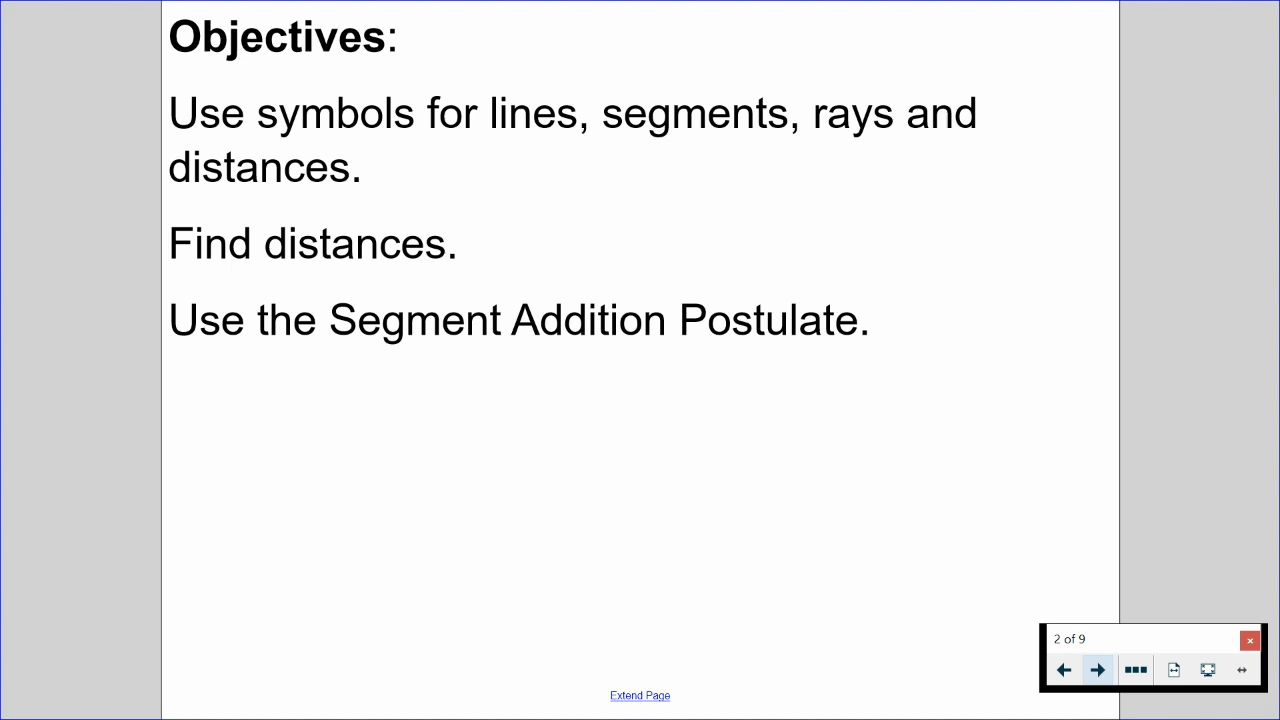 Objectives:
Use symbols for lines, segments, rays and
distances.
Find distances.
Use the Segment Addition Postulate.
2 of 9
Extend Page